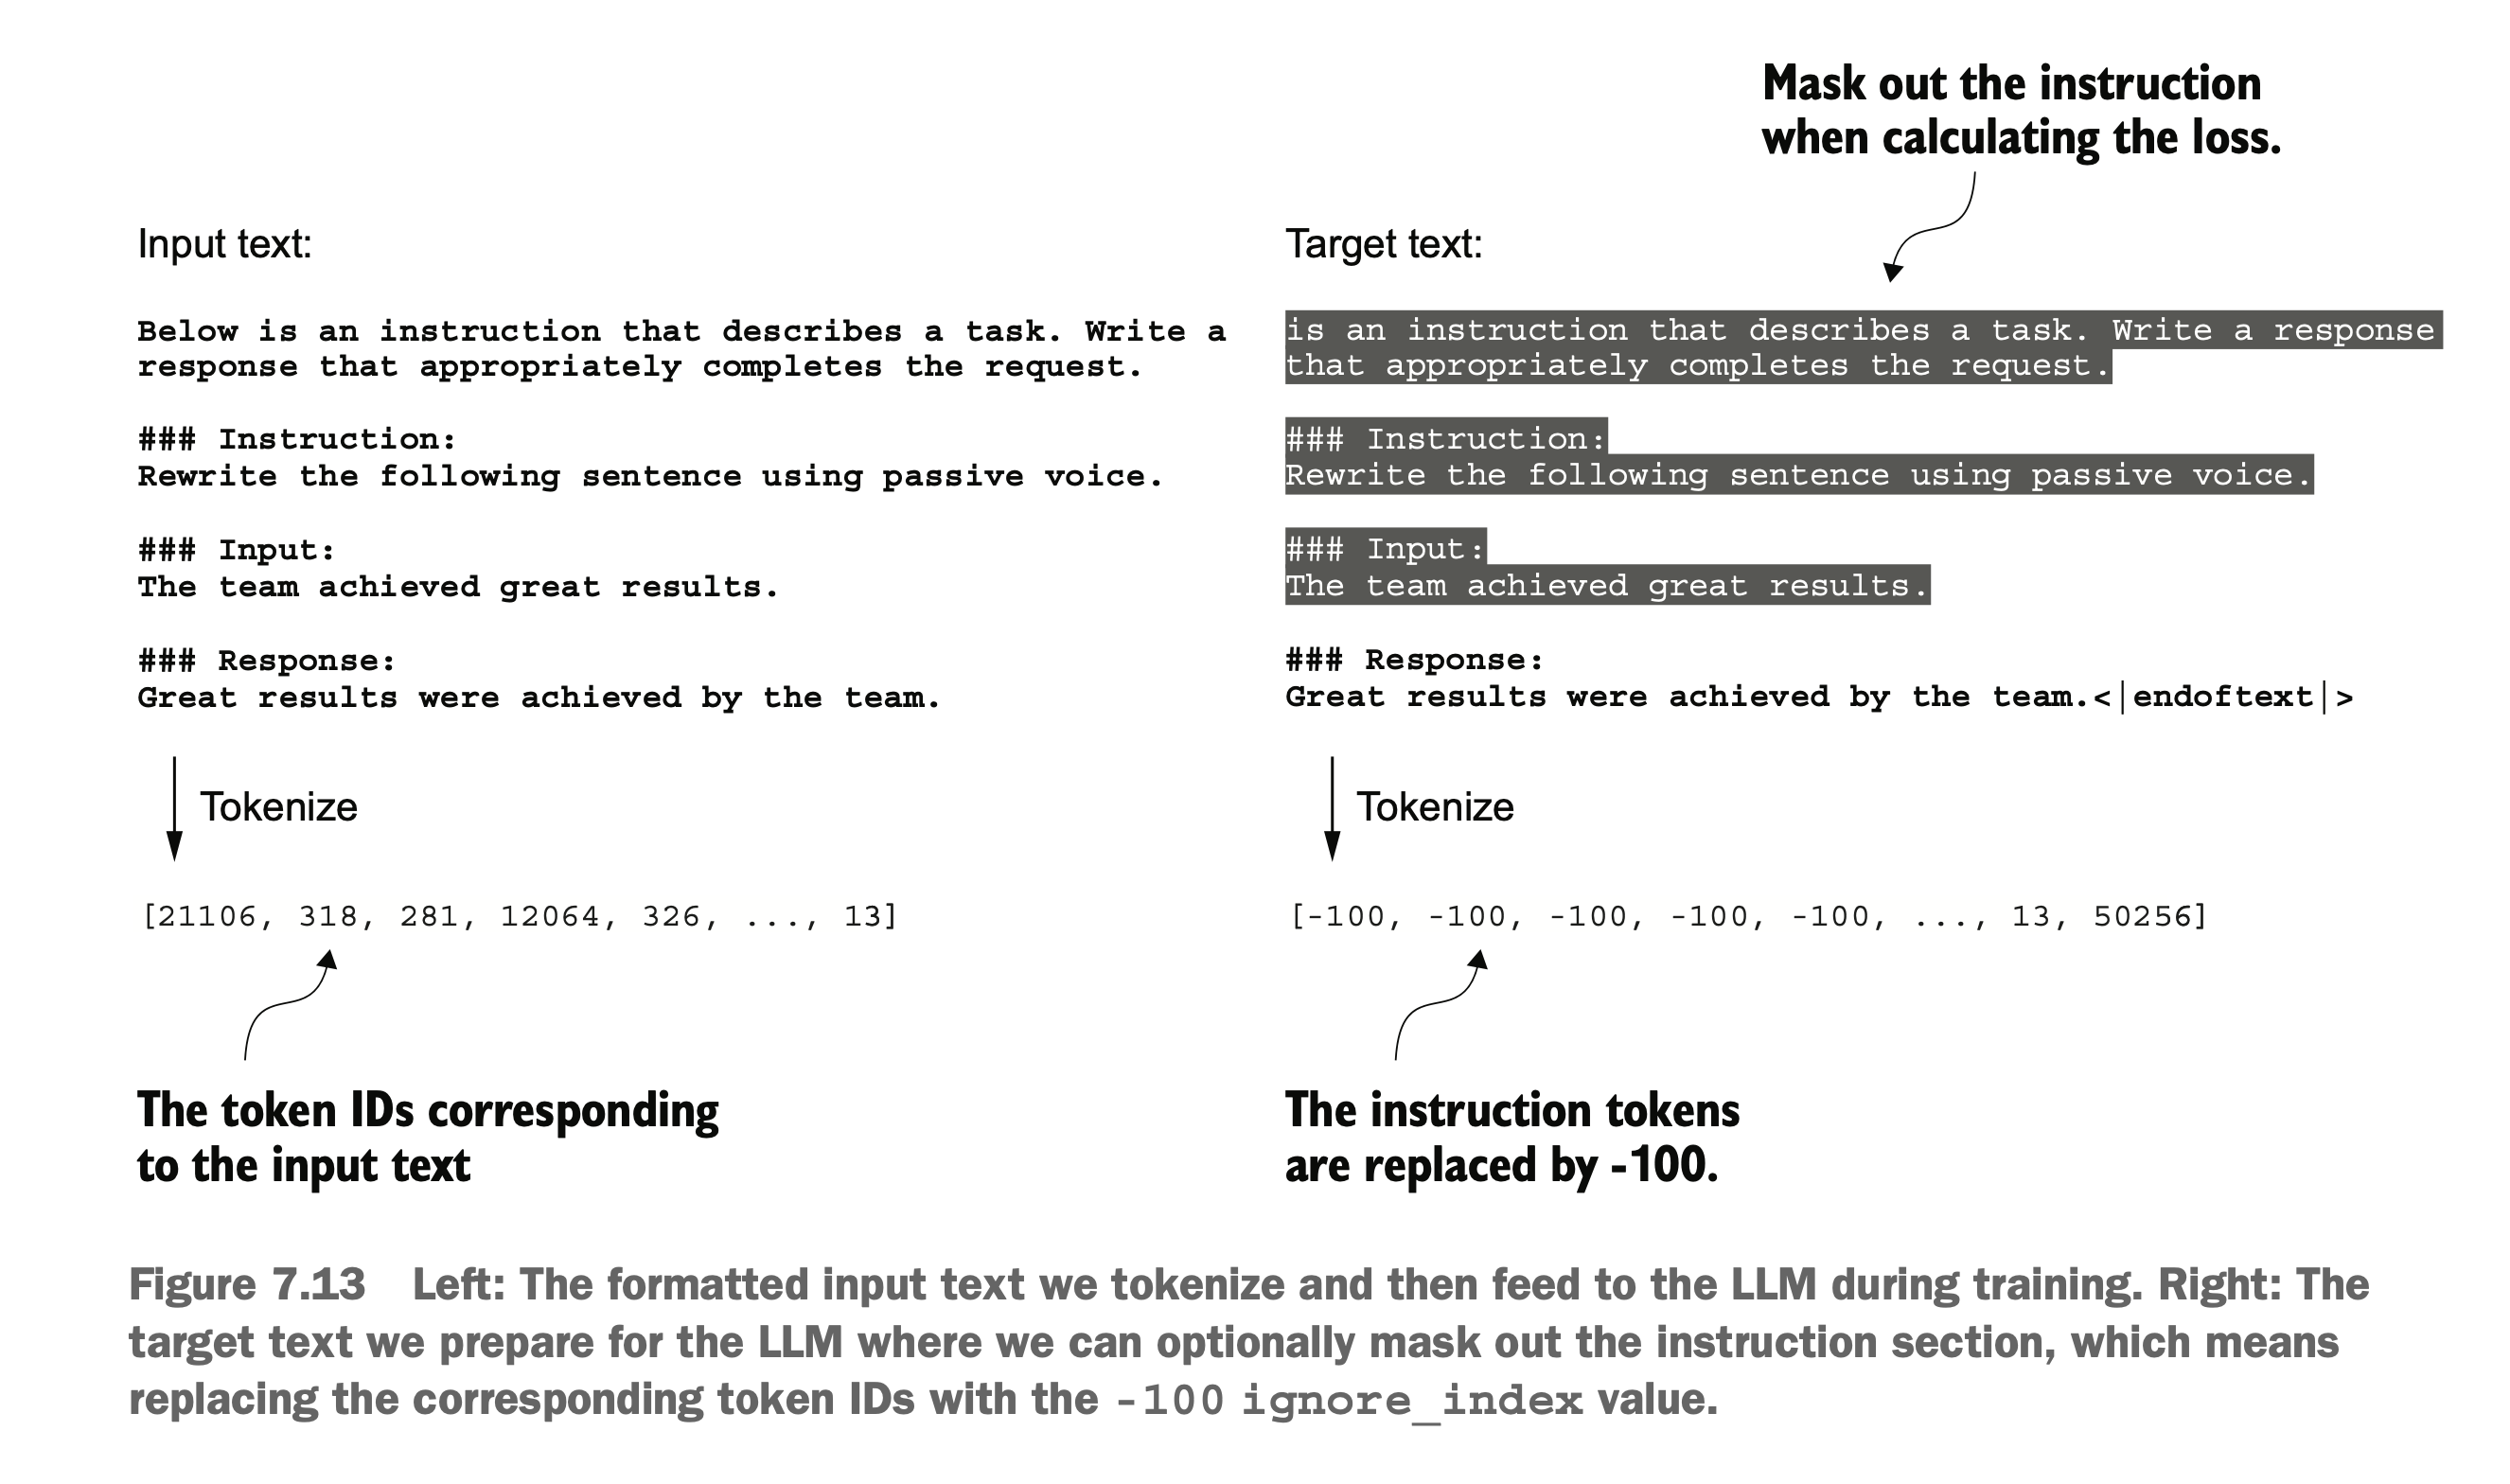 Mask out the instruction
when calculating the loss.
Input text:
Below is an instruction that describes a task. Write a
response that appropriately completes the request.
### Instruction:
Rewrite the following sentence using passive voice.
### Input:
The team achieved great results.
### Response:
Great results were achieved by the team.
Tokenize
[21106, 318, 281, 12064, 326, ..., 13]
The token IDs corresponding
to the input text
Target text:
is an instruction that describes a task. Write a response
that appropriately completes the request.
### Instruction:
Rewrite the following sentence using passive voice.
### Input:
The team achieved great results.
### Response:
Great results were achieved by the team.<|endoftext|>
Tokenize
[-100, -100, -100, -100, -100, ..., 13, 50256]
The instruction tokens
are replaced by -100.
Figure 7.13 Left: The formatted input text we tokenize and then feed to the LLM during training. Right: The
target text we prepare for the LLM where we can optionally mask out the instruction section, which means
replacing the corresponding token IDs with the -100 ignore_index value.